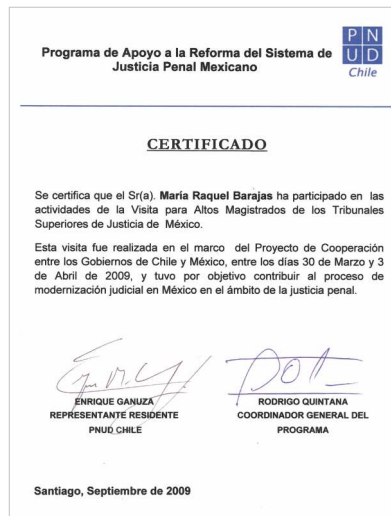 Programa de Apoyo a la Reforma del Sistema de
Justicia Penal Mexicano
P N
U D
Chile
CERTIFICADO
Se certifica que el Sr(a). María Raquel Barajas ha participado en las
actividades de la Visita para Altos Magistrados de los Tribunales
Superiores de Justicia de México.
Esta visita fue realizada en el marco del Proyecto de Cooperación
entre los Gobiernos de Chile y México, entre los días 30 de Marzo y 3
de Abril de 2009, y tuvo por objetivo contribuir al proceso de
modernización judicial en México en el ámbito de la justicia penal.
ENRIQUE GANUZA
REPRESENTANTE RESIDENTE
PNUD CHILE
RODRIGO QUINTANA
COORDINADOR GENERAL DEL
PROGRAMA
Santiago, Septiembre de 2009